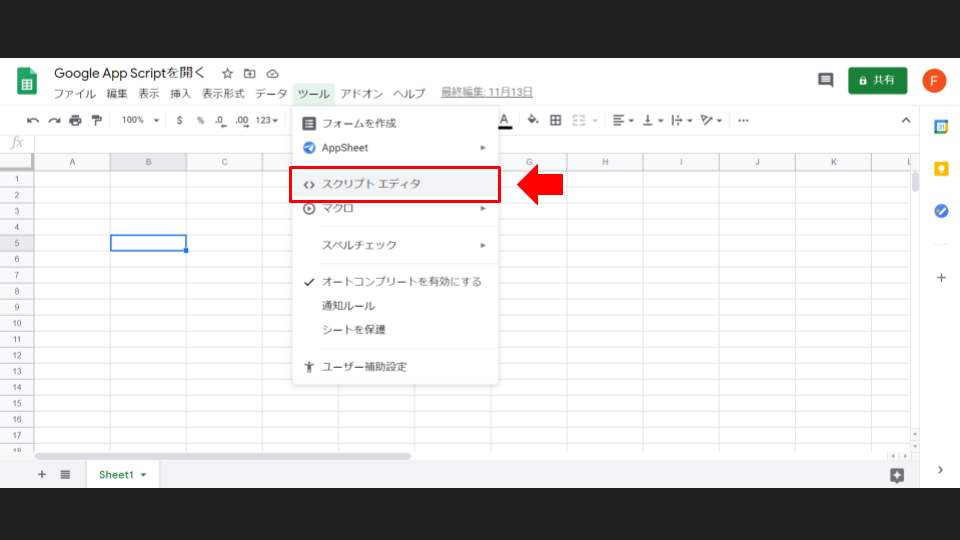 Google App Scriptを開く
ファイル 編集 表示 挿入 表示形式 データ ツール アドオン ヘルプ 最終編集: 11月13日
共有
F
100% $ % .0 .00 123 A
31
fx
A B C G H I J K L
フォームを作成
AppSheet
スクリプト エディタ
マクロ
スペルチェック
オートコンプリートを有効にする
通知ルール
シートを保護
ユーザー補助設定
1
2
3
4
5
6
7
8
9
10
11
12
13
14
15
16
17
18
Sheet1